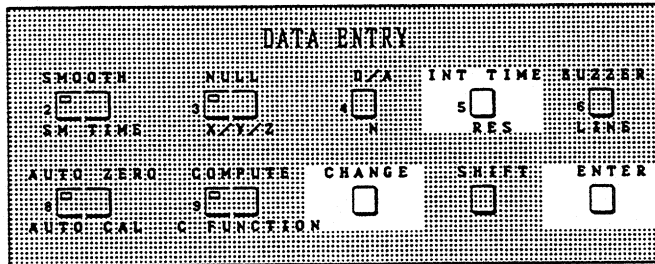 DATA ENTRY
SMOOTH NULL D/A INT TIME BUZZER
2 3 4 5 6
SM TIME X/Y/Z N RES LINE
AUTO ZERO COMPUTE CHANGE SHIFT ENTER
8 9
AUTO CAL C FUNCTION